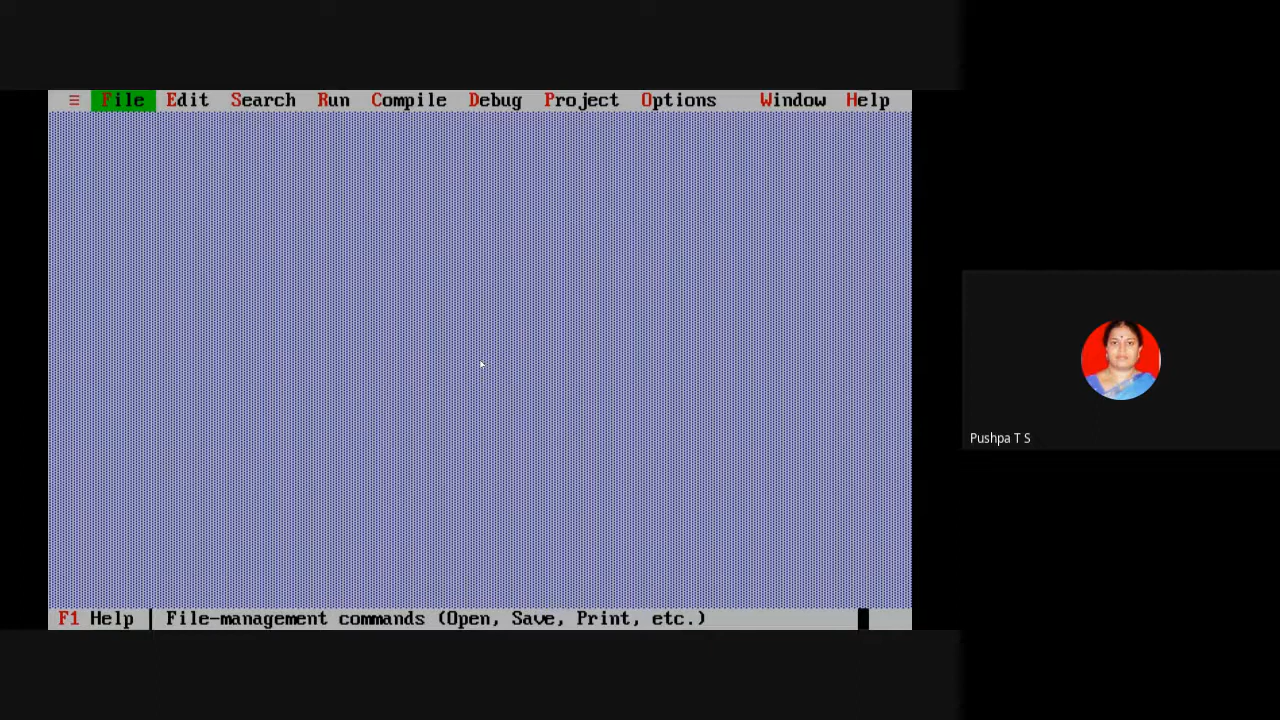 ≡ File Edit Search Run Compile Debug Project Options Window Help
Pushpa T S
F1 Help | File-management commands (Open, Save, Print, etc.)